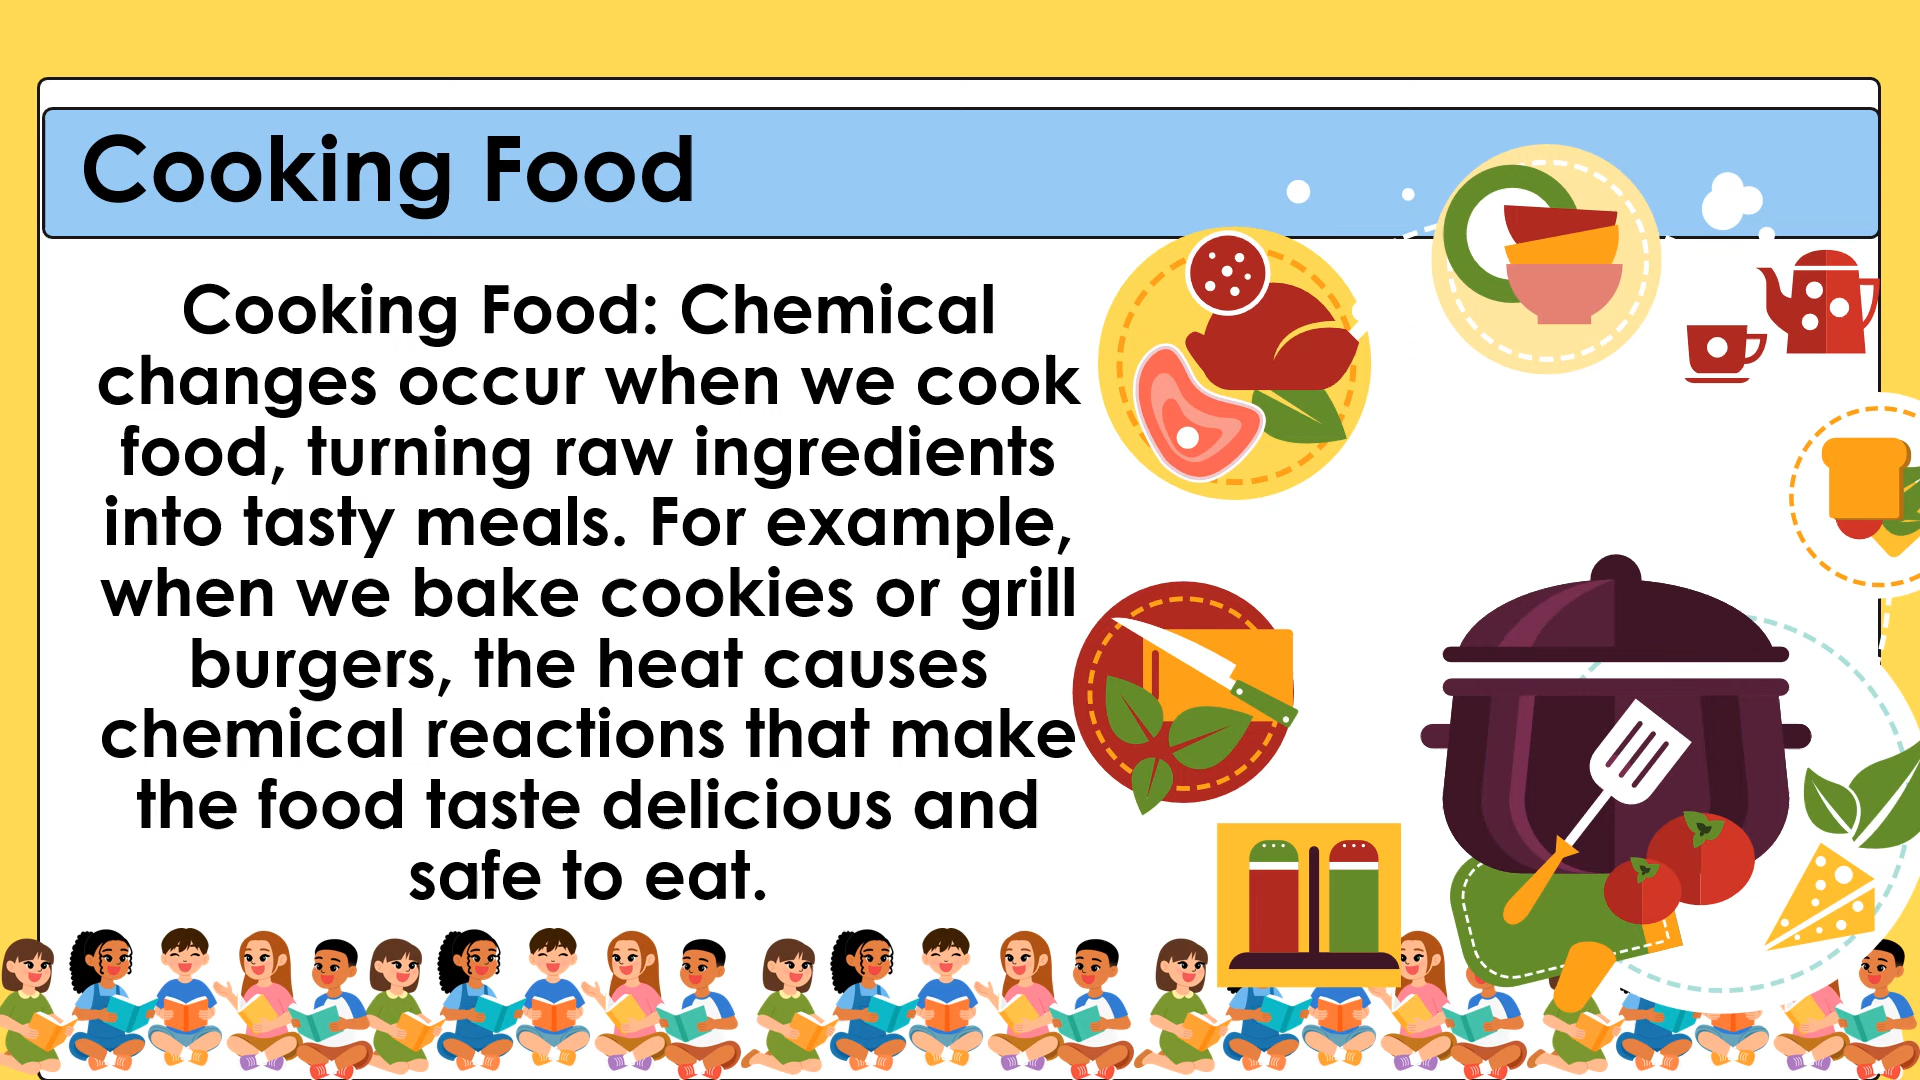 Cooking Food
Cooking Food: Chemical
changes occur when we cook
food, turning raw ingredients
into tasty meals. For example,
when we bake cookies or grill
burgers, the heat causes
chemical reactions that make
the food taste delicious and
safe to eat.